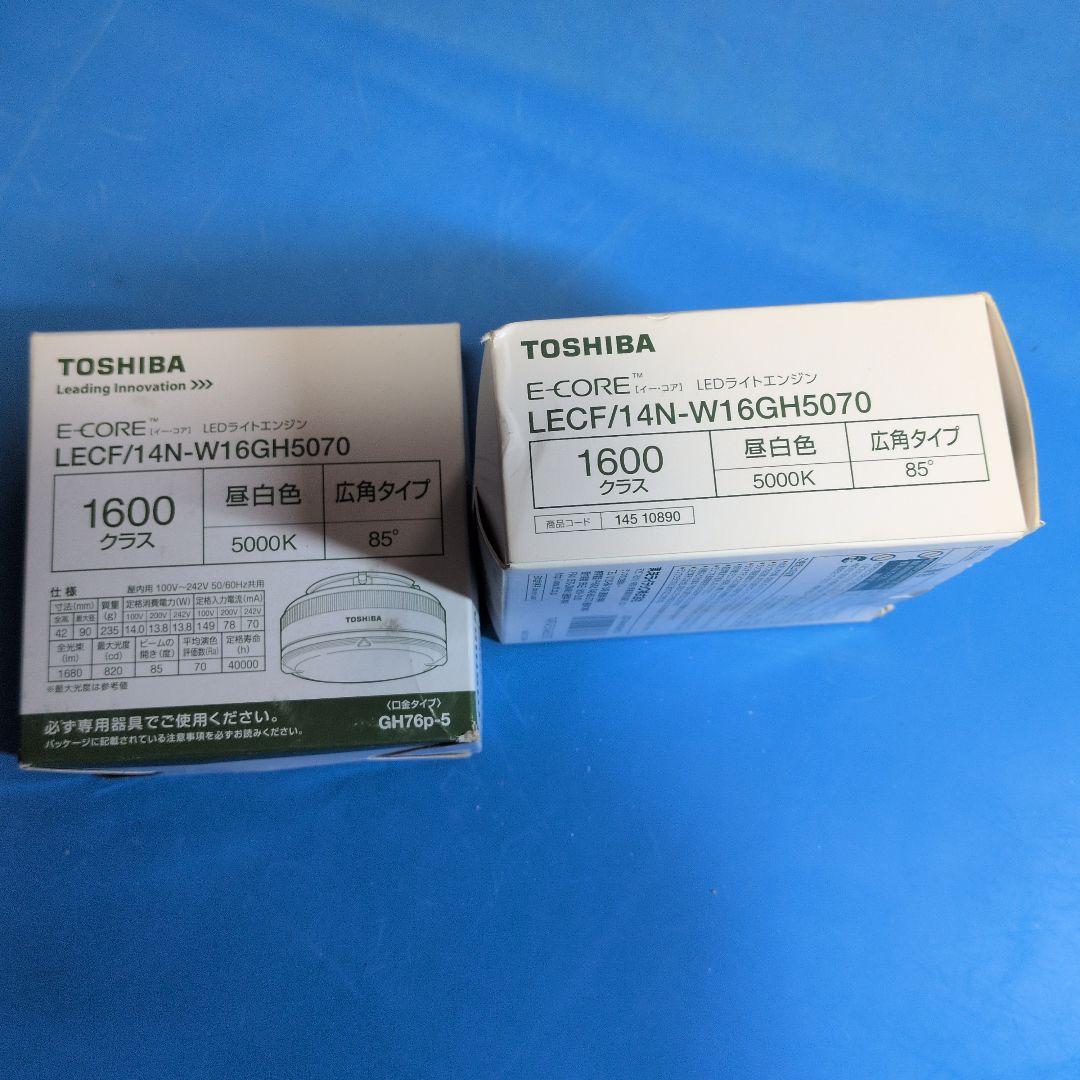 TOSHIBA
Leading Innovation >>>
E-CORE™ [イー・コア] LEDライトエンジン
LECF/14N-W16GH5070
1600
クラス
昼白色
5000K
広角タイプ
85°
仕様 屋内用 100V〜242V 50/60Hz共用
寸法(mm) 質量(g) 定格消費電力(W) 定格入力電流(mA)
全高 最大径 100V 200V 242V 100V 200V 242V
42 90 235 14.0 13.8 13.8 149 78 70
全光束(lm) 最大光度(cd) ビームの開き(度) 平均演色評価数(Ra) 定格寿命(h)
1680 820 85 70 40000
※最大光度は参考値
TOSHIBA
必ず専用器具でご使用ください。
パッケージに記載されている注意事項を必ずお読みください。
〈口金タイプ〉
GH76p-5
TOSHIBA
E-CORE™ [イー・コア] LEDライトエンジン
LECF/14N-W16GH5070
1600
クラス
昼白色
5000K
広角タイプ
85°
商品コード 145 10890